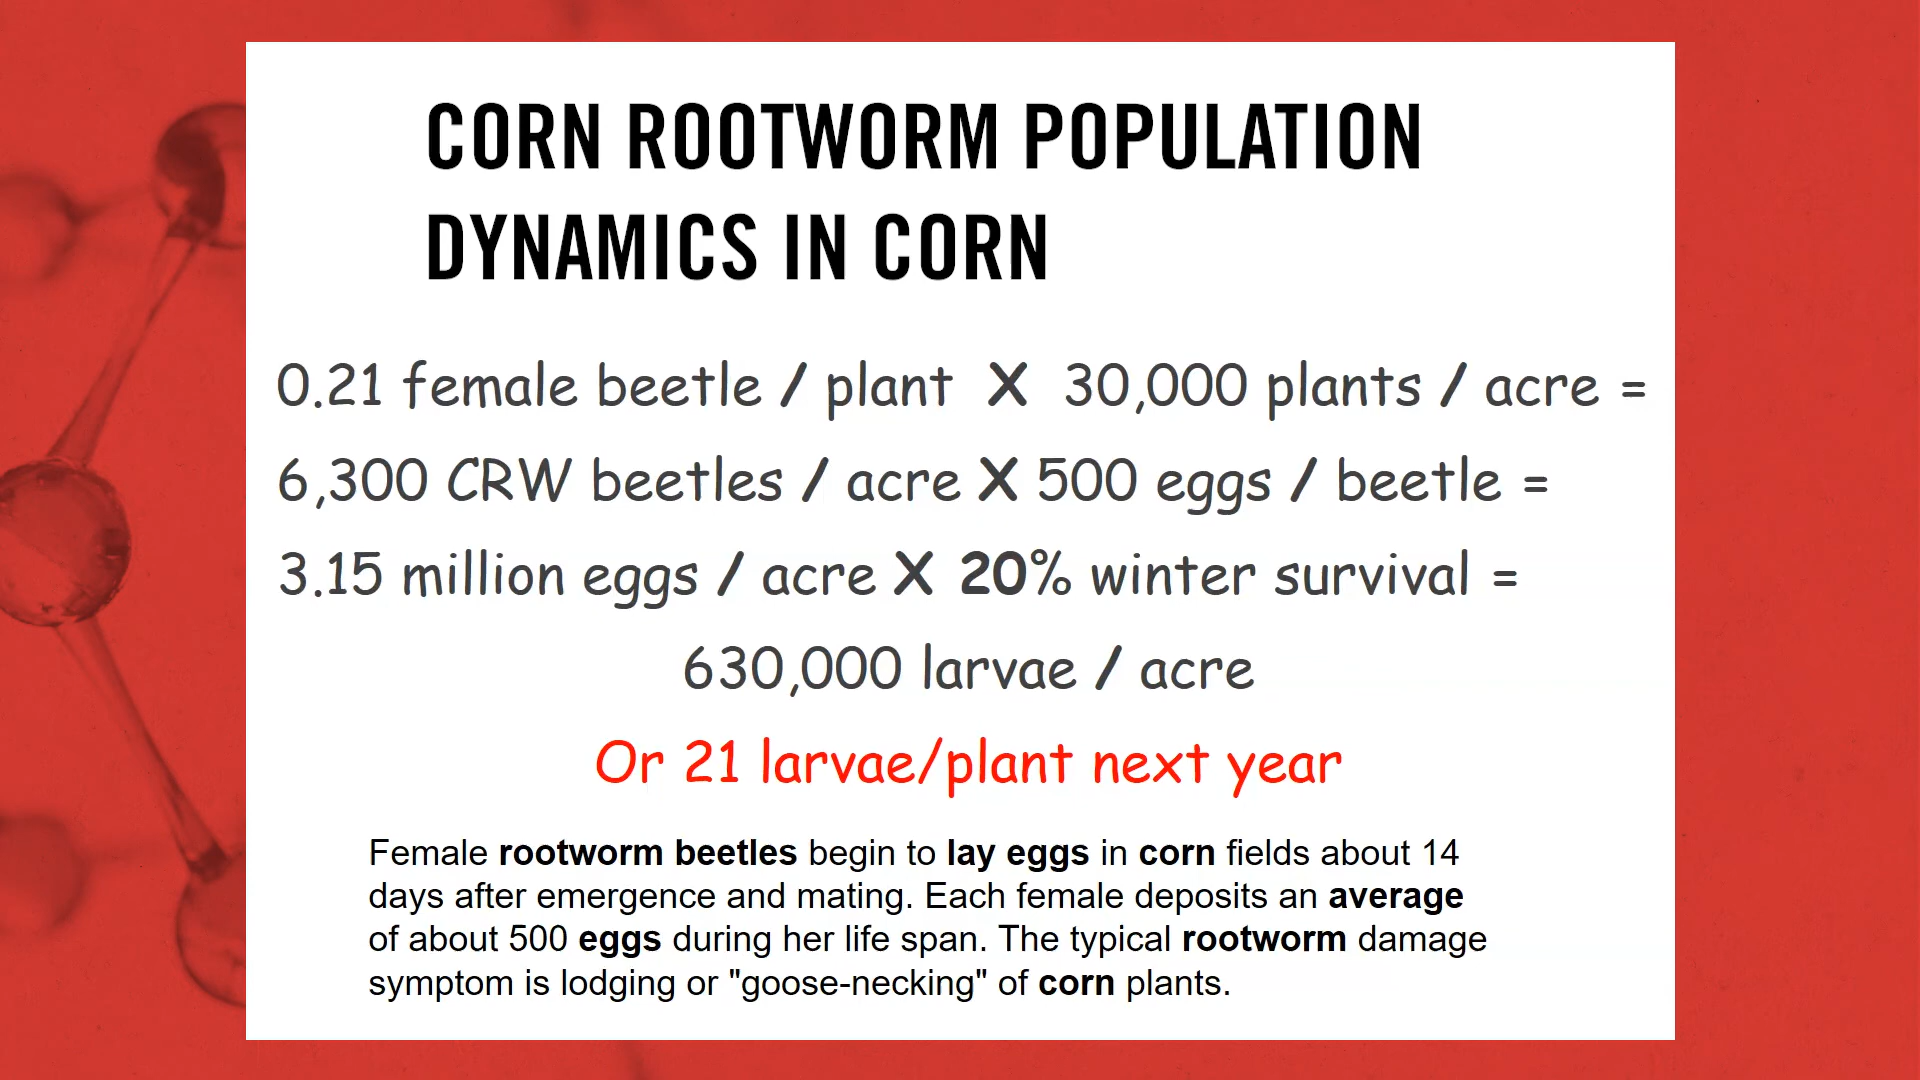 CORN ROOTWORM POPULATION
DYNAMICS IN CORN
0.21 female beetle / plant X 30,000 plants / acre =
6,300 CRW beetles / acre X 500 eggs / beetle =
3.15 million eggs / acre X 20% winter survival =
630,000 larvae / acre
Or 21 larvae/plant next year
Female rootworm beetles begin to lay eggs in corn fields about 14
days after emergence and mating. Each female deposits an average
of about 500 eggs during her life span. The typical rootworm damage
symptom is lodging or "goose-necking" of corn plants.